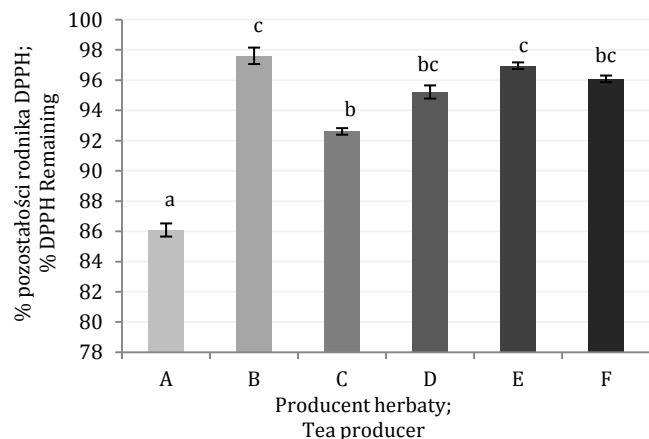 % pozostałości rodnika DPPH;
% DPPH Remaining
100
98
96
94
92
90
88
86
84
82
80
78
a
c
b
bc
c
bc
A B C D E F
Producent herbaty;
Tea producer